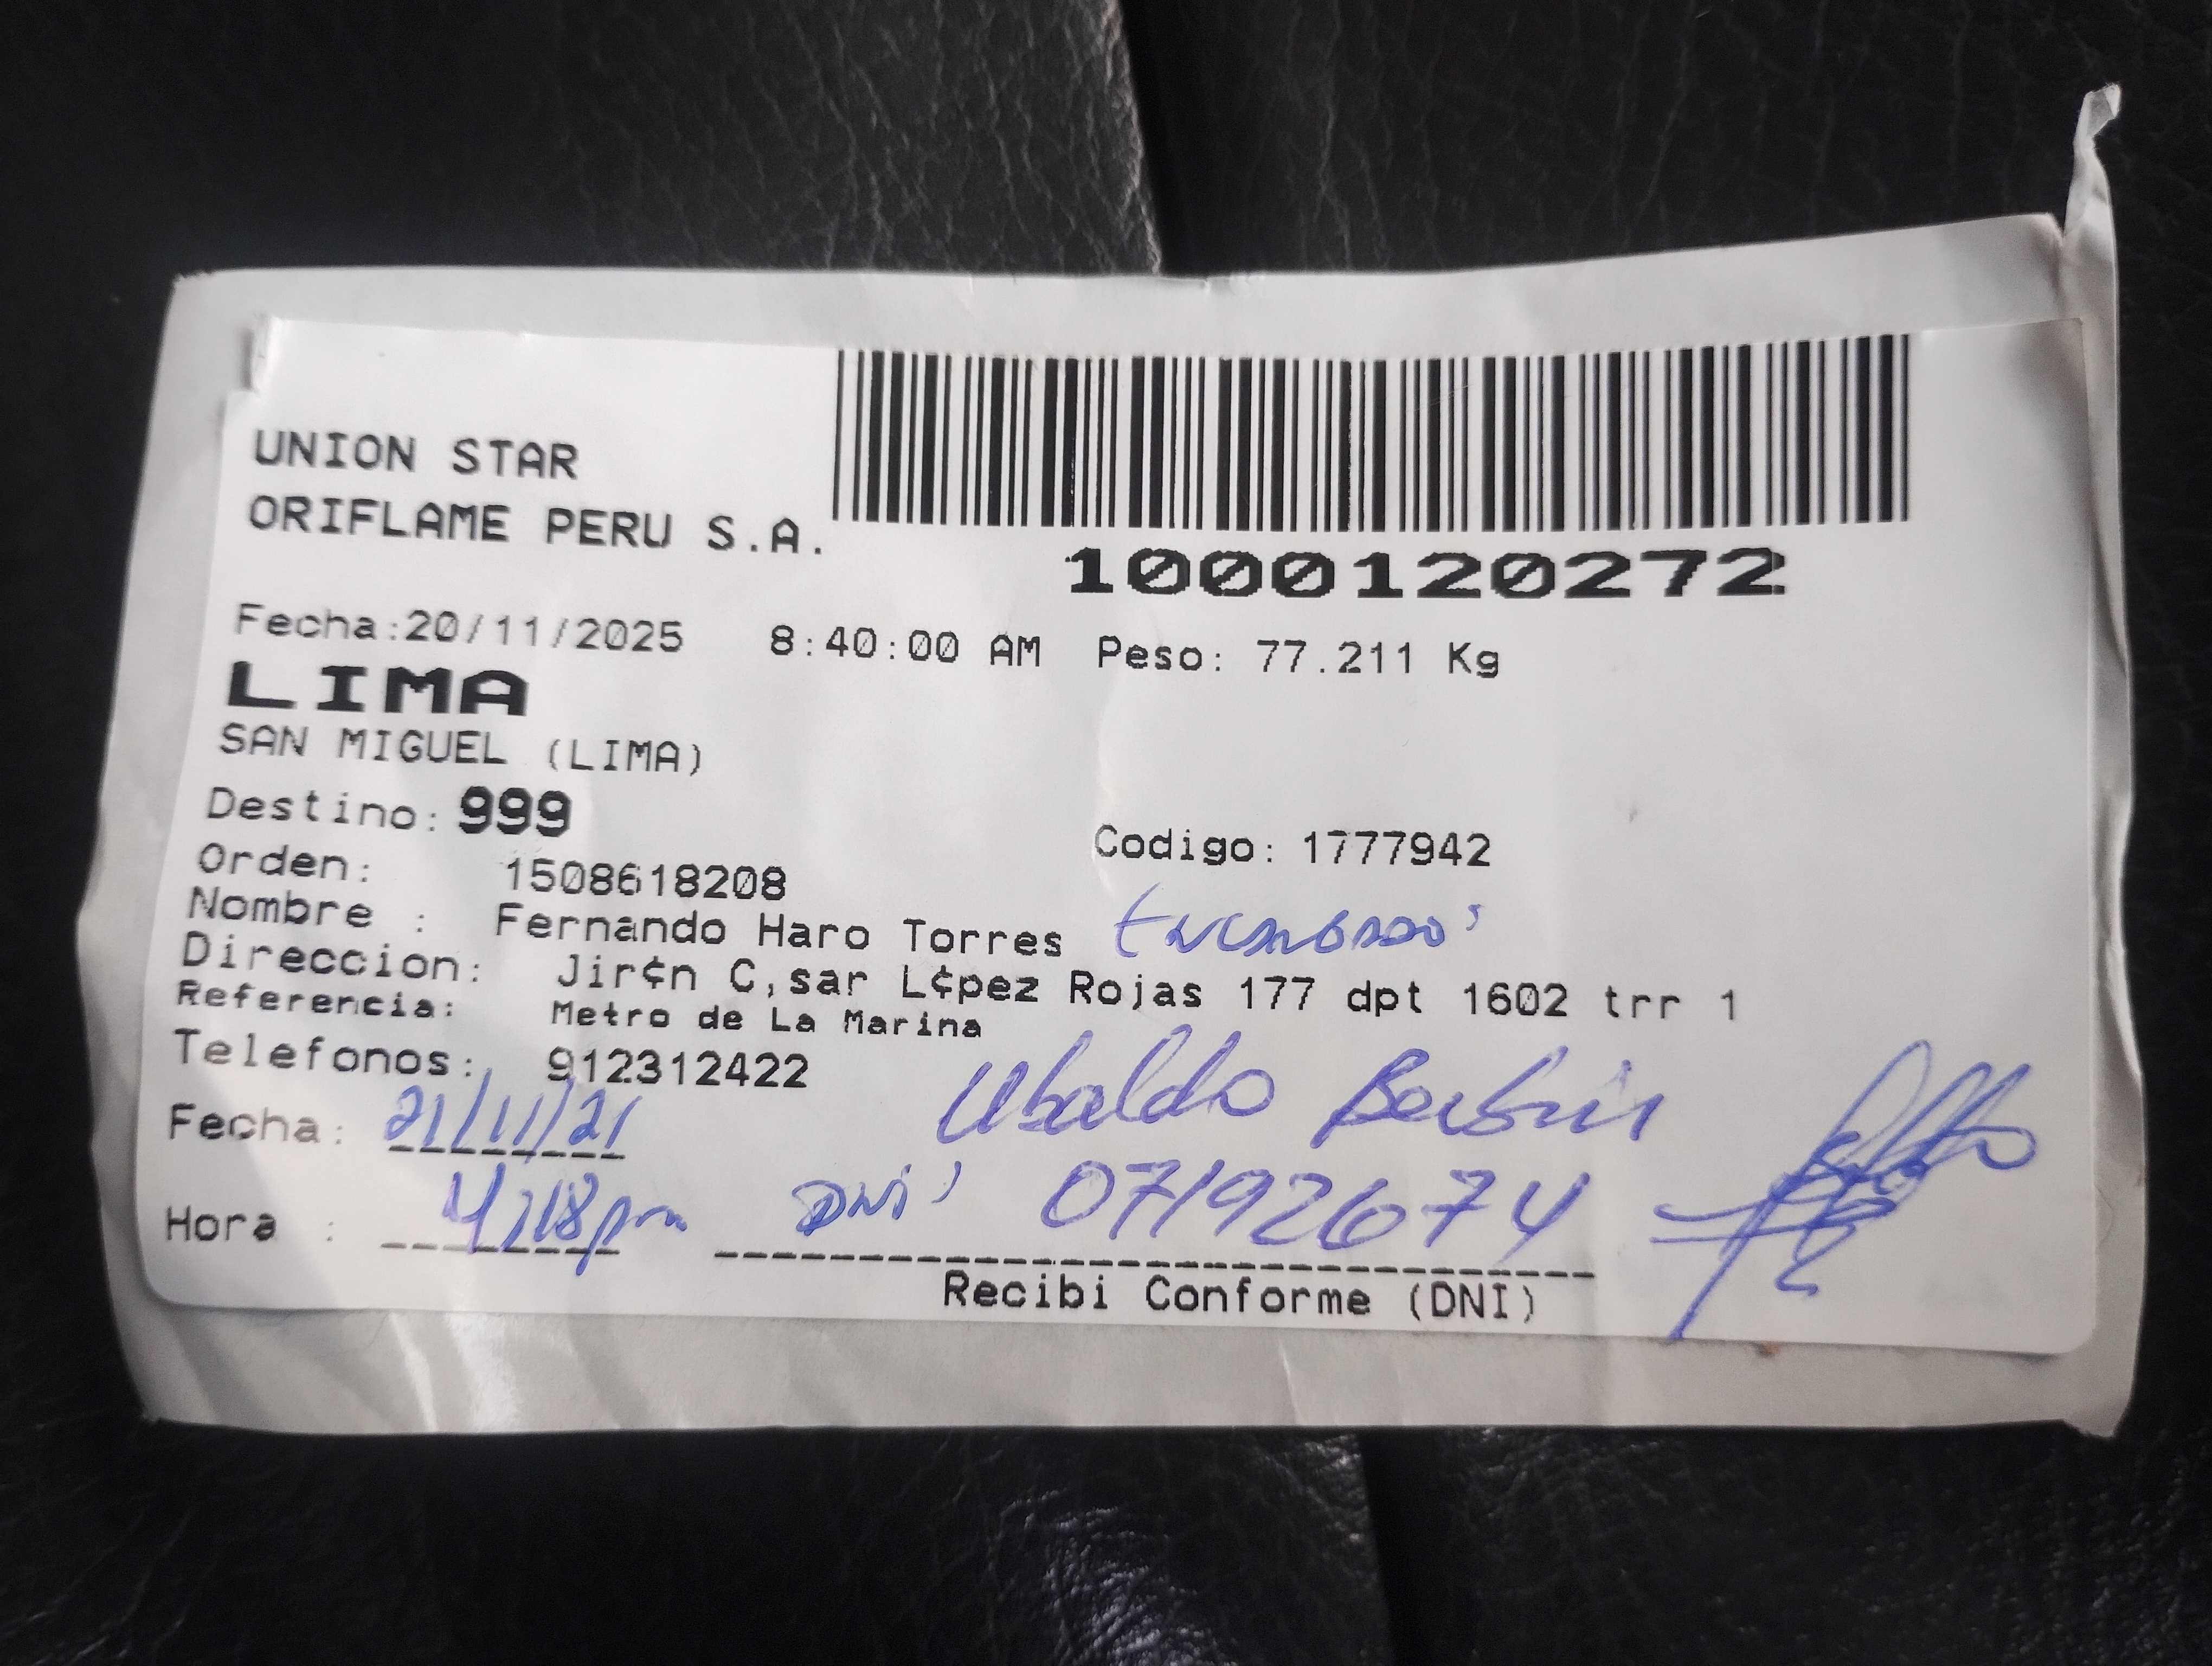 UNION STAR
ORIFLAME PERU S.A.
1000120272
Fecha:20/11/2025 8:40:00 AM Peso: 77.211 Kg
LIMA
SAN MIGUEL (LIMA)
Destino: 999
Codigo: 1777942
Orden: 1508618208
Nombre : Fernando Haro Torres
Direccion: Jir¢n C,sar L¢pez Rojas 177 dpt 1602 trr 1
Referencia: Metro de La Marina
Telefonos: 912312422
Ubaldo
Fecha: 21/11/21
Hora : DNI' 07192674
Recibi Conforme (DNI)